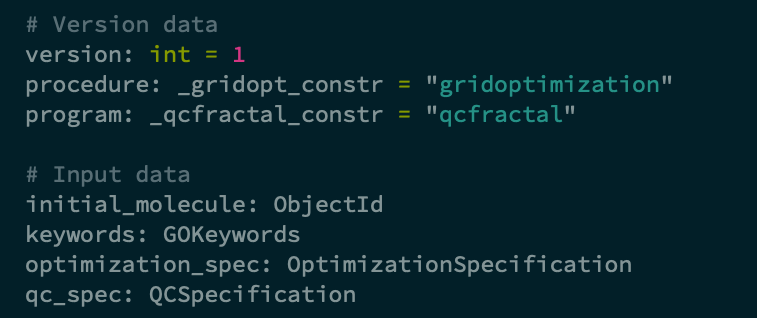 # Version data
version: int = 1
procedure: _gridopt_constr = "gridoptimization"
program: _qcfractal_constr = "qcfractal"
# Input data
initial_molecule: ObjectId
keywords: GOKeywords
optimization_spec: OptimizationSpecification
qc_spec: QCSpecification